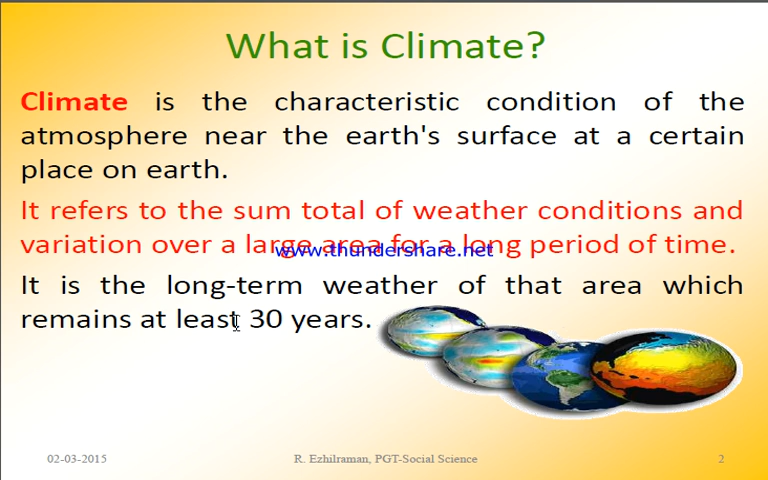 What is Climate?
Climate is the characteristic condition of the
atmosphere near the earth's surface at a certain
place on earth.
It refers to the sum total of weather conditions and
variation over a large area for a long period of time.
www.thundershare.net
It is the long-term weather of that area which
remains at least 30 years.
02-03-2015
R. Ezhilraman, PGT-Social Science
2